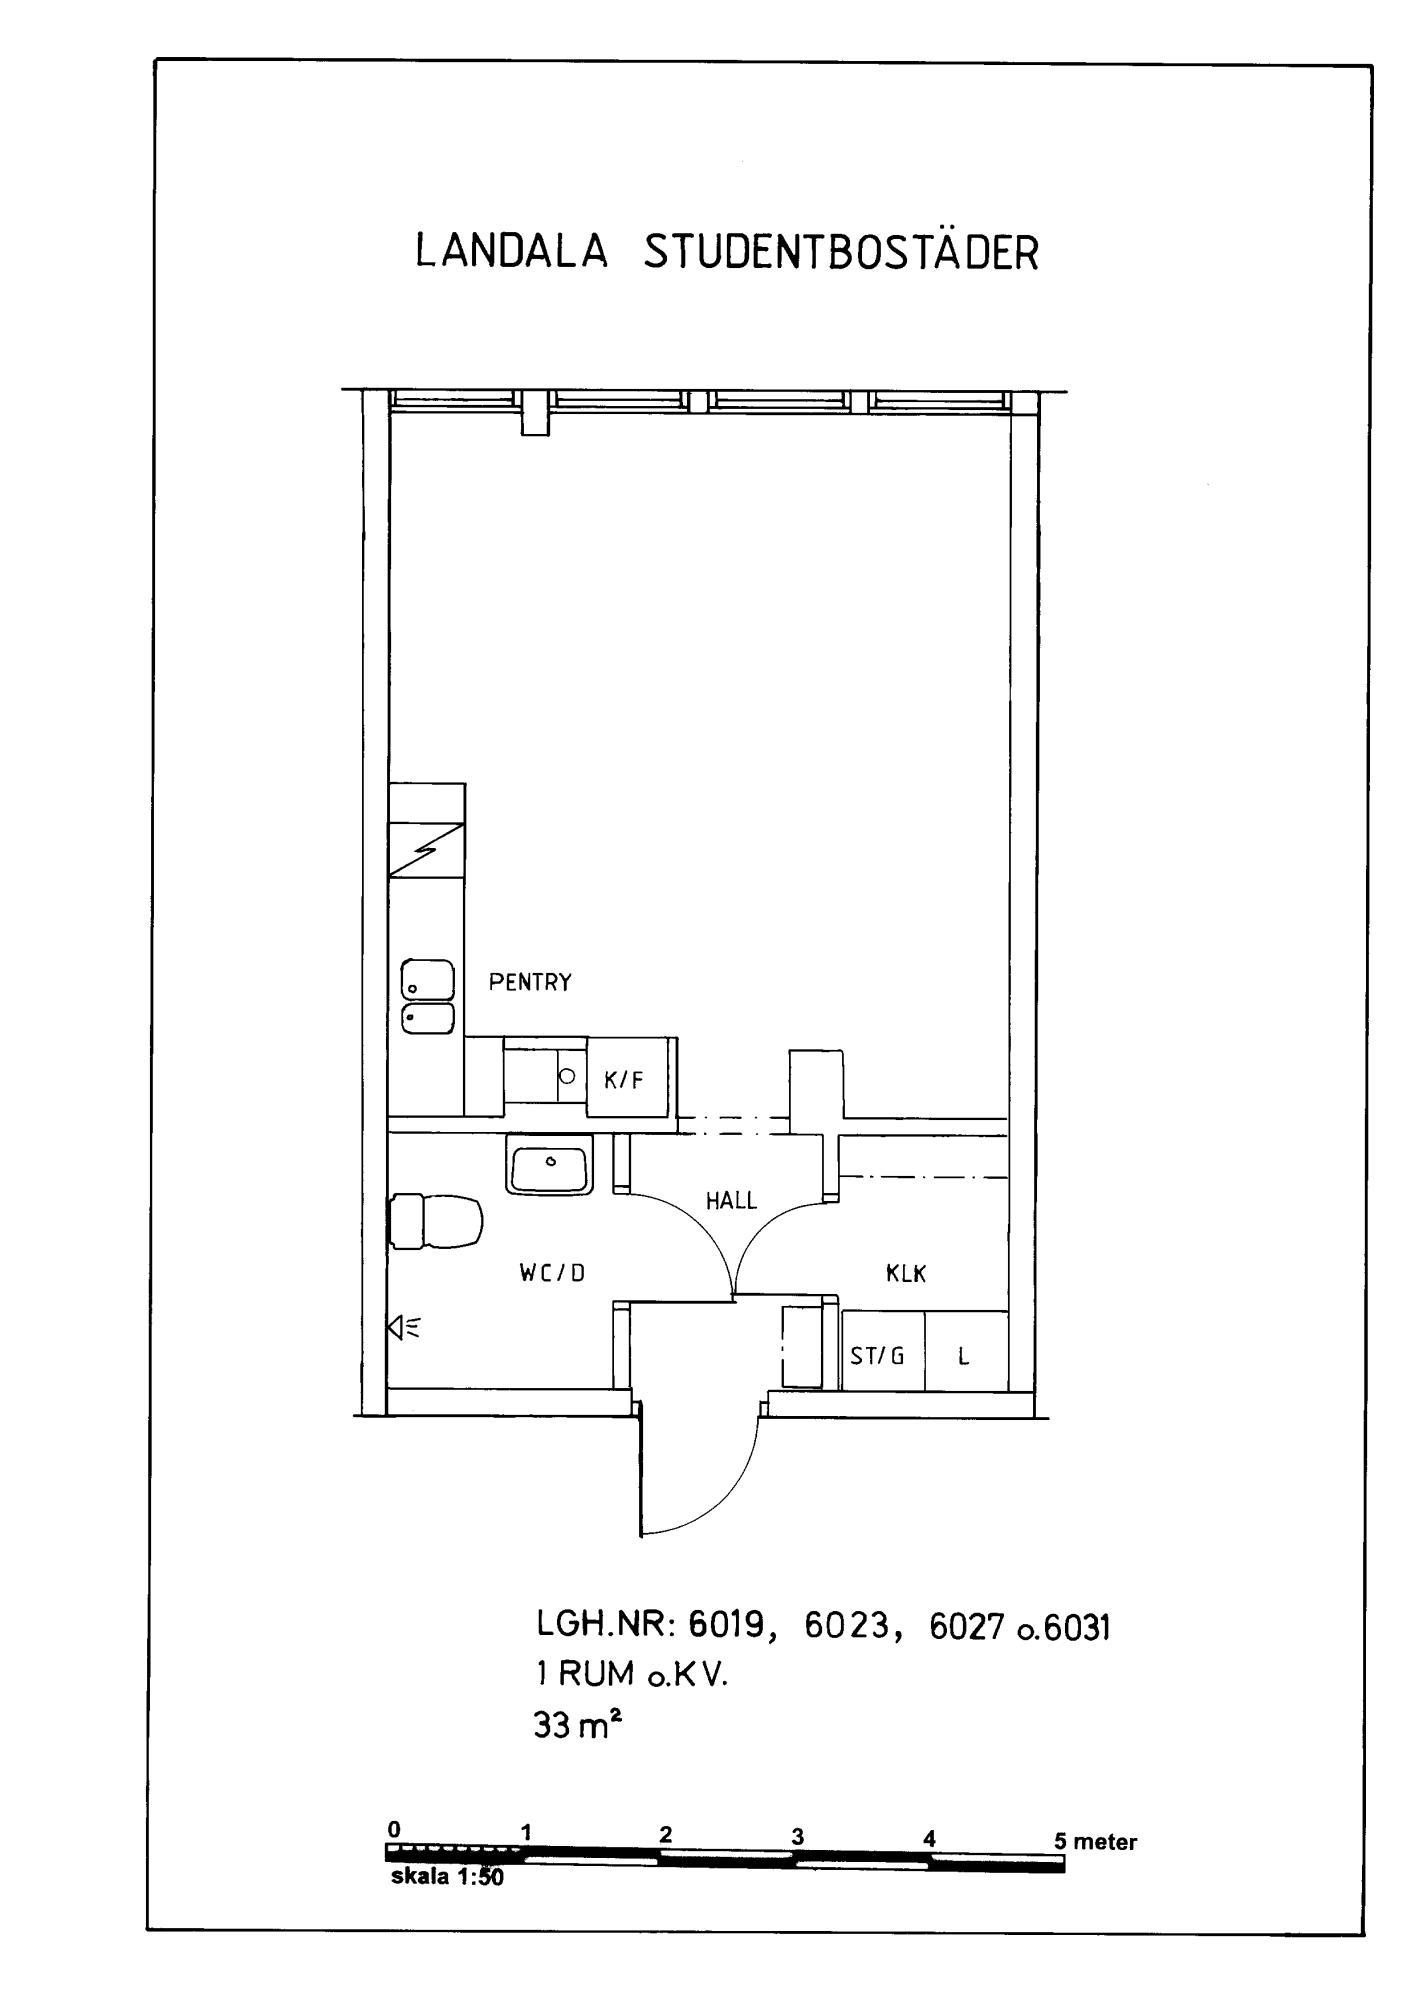 LANDALA STUDENTBOSTÄDER
PENTRY
K/F
HALL
WC/D
KLK
ST/G L
LGH.NR: 6019, 6023, 6027 o.6031
1 RUM o.KV.
33 m²
0 1 2 3 4 5 meter
skala 1:50